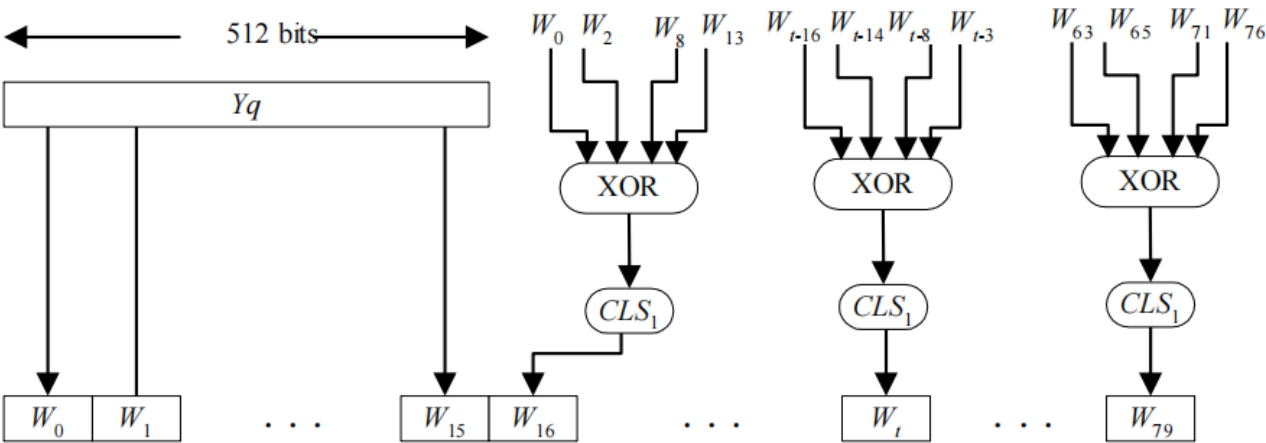 512 bits
Yq
W0 W2 W8 W13
Wt-16 Wt-14 Wt-8 Wt-3
W63 W65 W71 W76
XOR XOR XOR
CLS1 CLS1 CLS1
W0 W1 . . . W15 W16 . . . Wt . . . W79